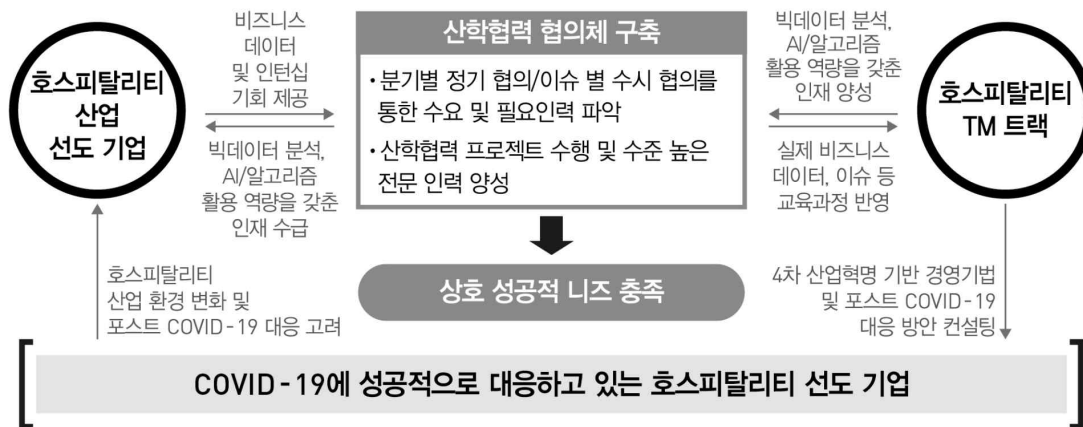 호스피탈리티
산업
선도 기업
비즈니스
데이터
및 인턴십
기회 제공
빅데이터 분석,
AI/알고리즘
활용 역량을 갖춘
인재 수급
산학협력 협의체 구축
· 분기별 정기 협의/이슈 별 수시 협의를
통한 수요 및 필요인력 파악
· 산학협력 프로젝트 수행 및 수준 높은
전문 인력 양성
상호 성공적 니즈 충족
빅데이터 분석,
AI/알고리즘
활용 역량을 갖춘
인재 양성
실제 비즈니스
데이터, 이슈 등
교육과정 반영
호스피탈리티
TM 트랙
호스피탈리티
산업 환경 변화 및
포스트 COVID-19 대응 고려
4차 산업혁명 기반 경영기법
및 포스트 COVID-19
대응 방안 컨설팅
COVID-19에 성공적으로 대응하고 있는 호스피탈리티 선도 기업